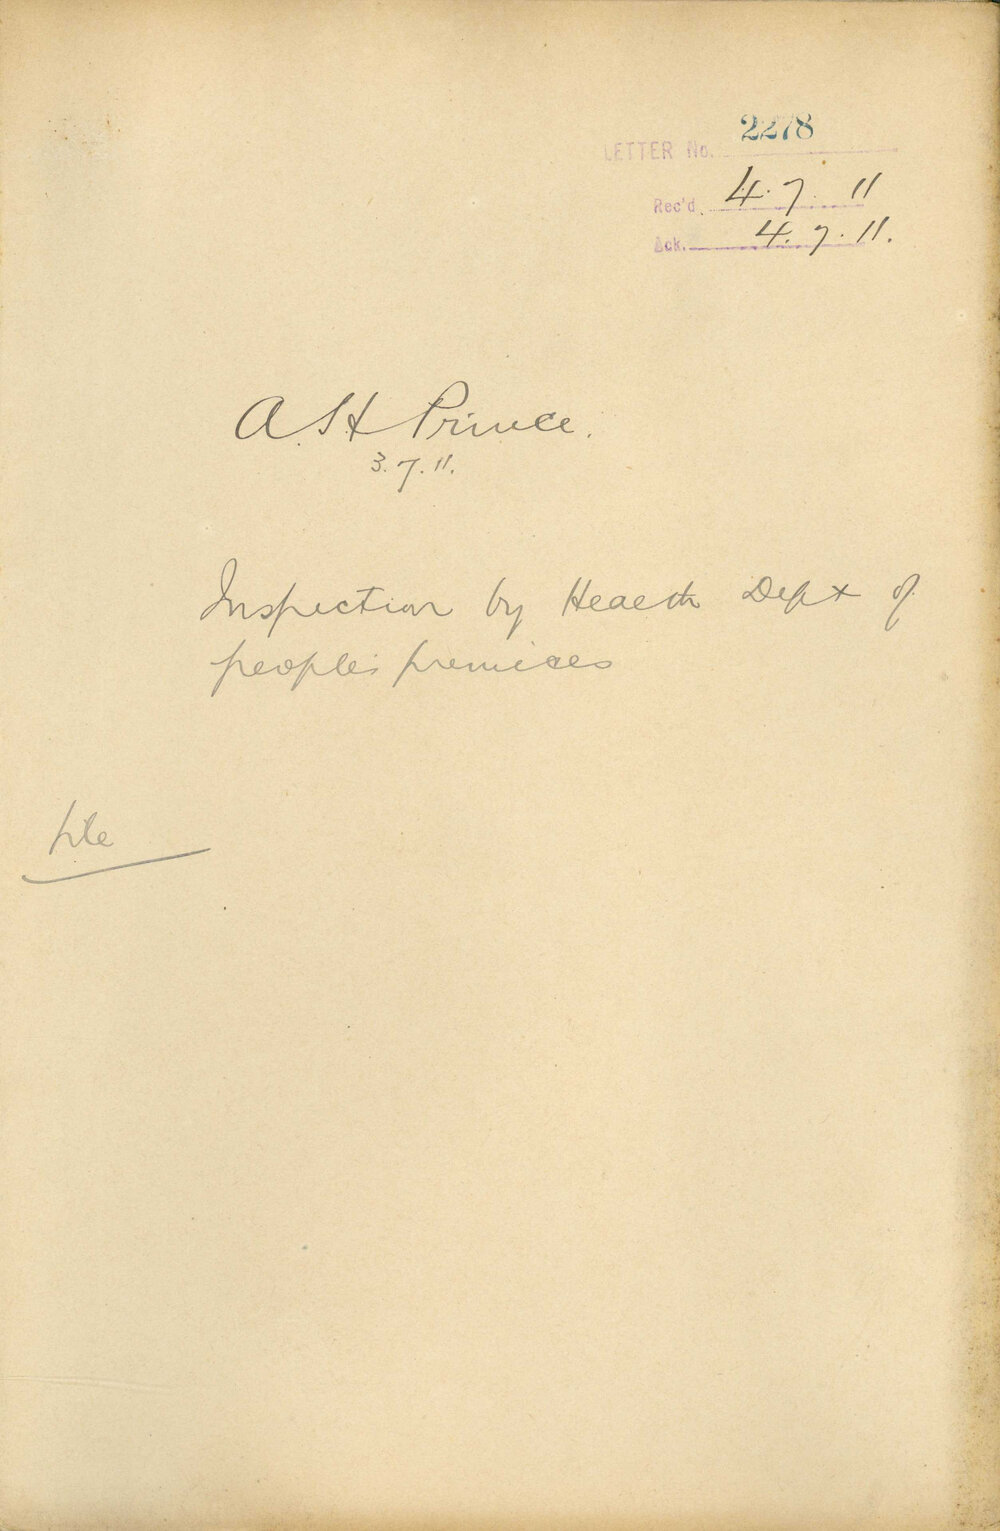 2278
LETTER No.
Rec'd. 4.7.11
Ack. 4.7.11.
A. S. H Prince.
3.7.11.
Inspection by Health Dept of
peoples premises
file